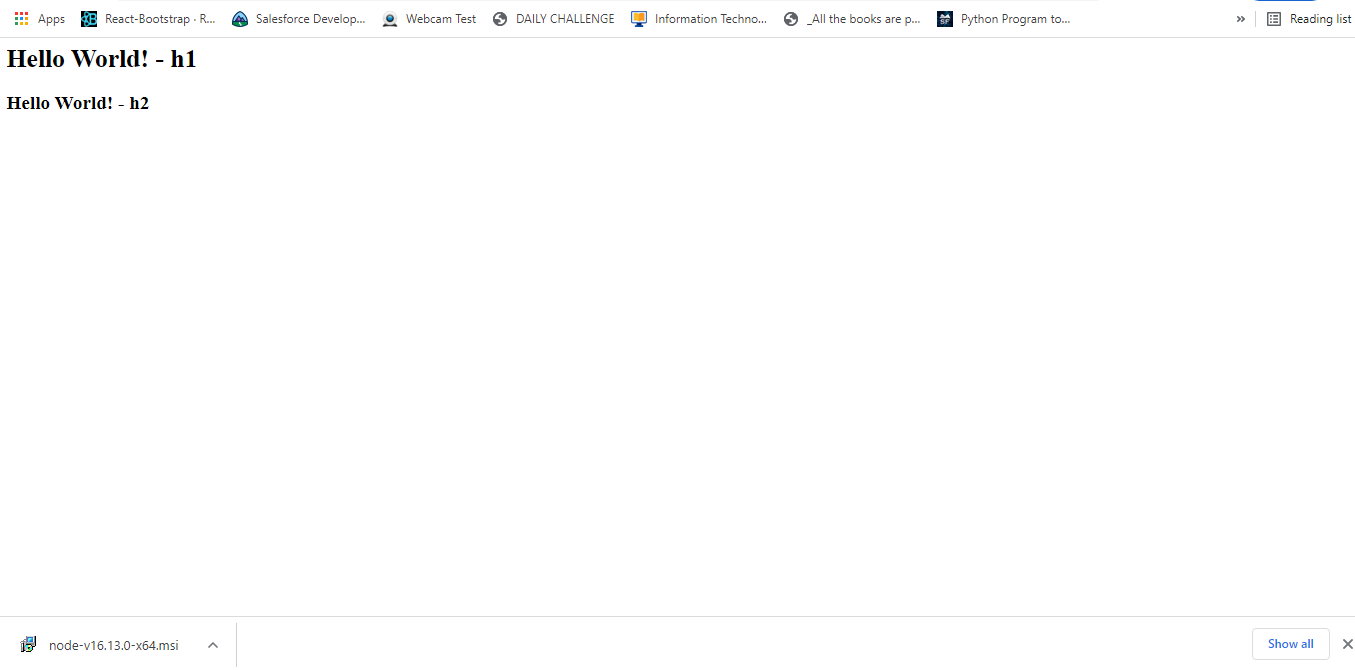 Apps React-Bootstrap · R... Salesforce Develop... Webcam Test DAILY CHALLENGE Information Techno... _All the books are p... Python Program to... » Reading list
Hello World! - h1
Hello World! - h2
node-v16.13.0-x64.msi Show all